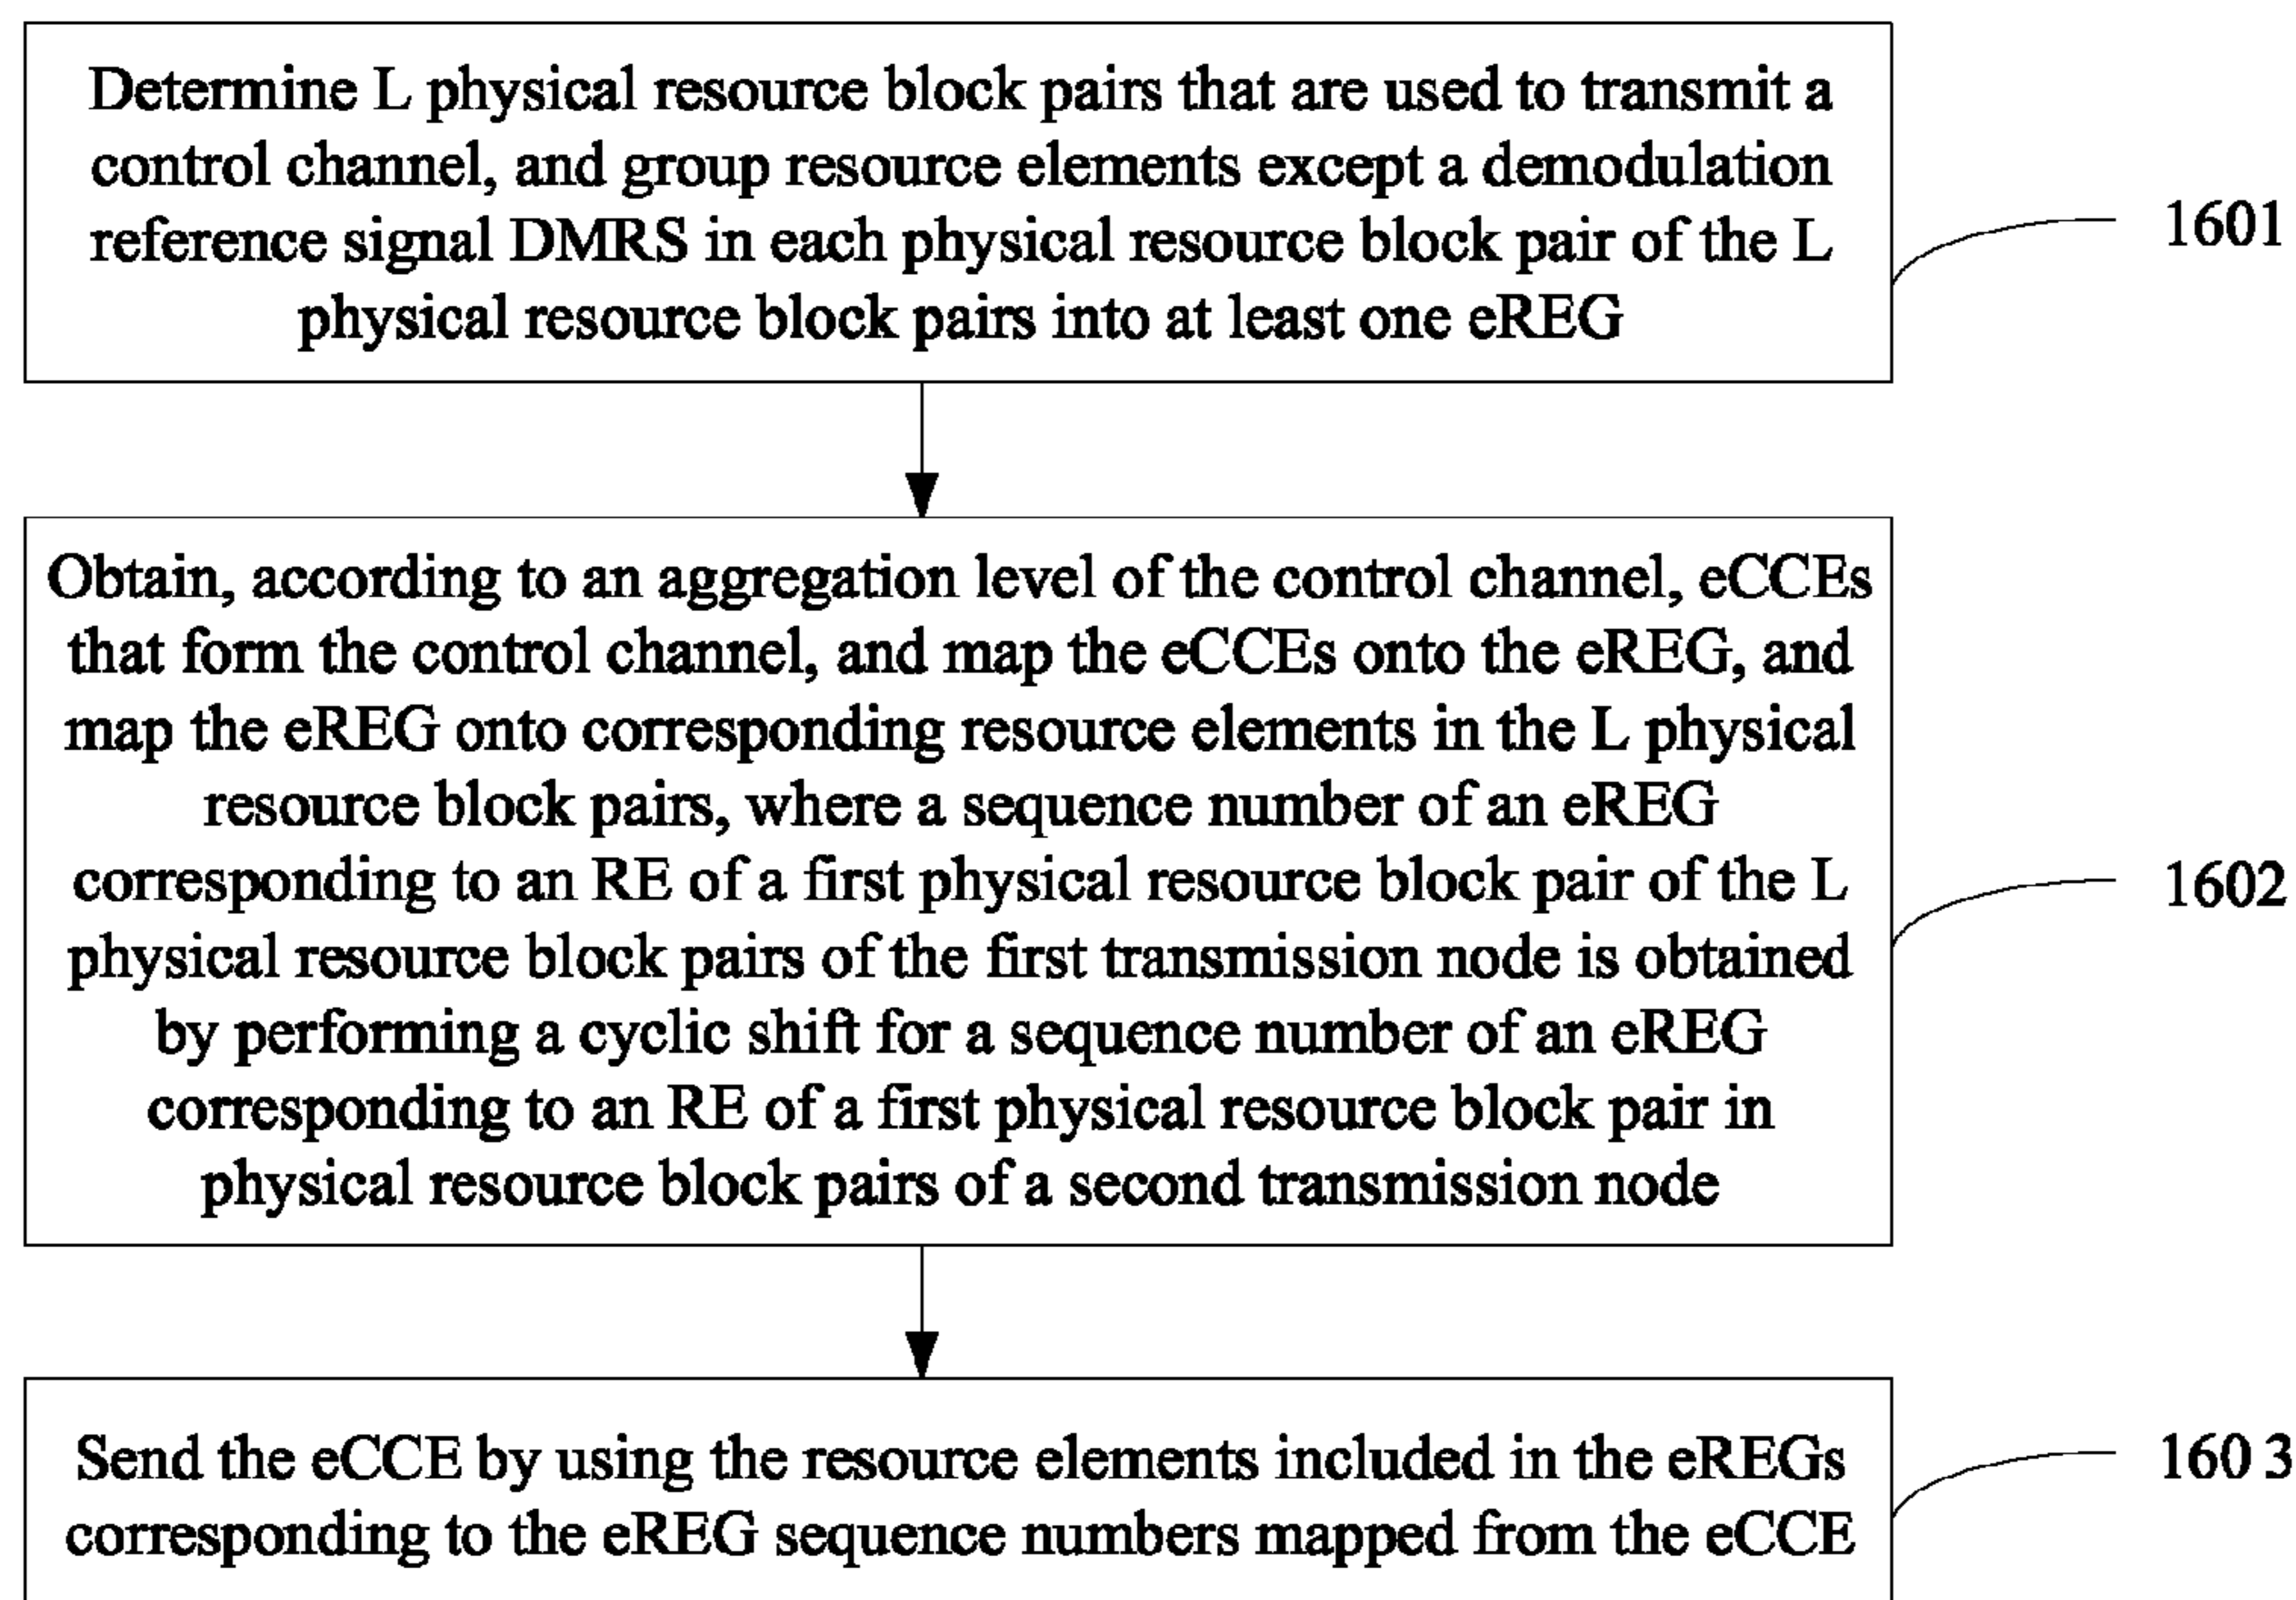 Determine L physical resource block pairs that are used to transmit a
control channel, and group resource elements except a demodulation
reference signal DMRS in each physical resource block pair of the L
physical resource block pairs into at least one eREG
1601
Obtain, according to an aggregation level of the control channel, eCCEs
that form the control channel, and map the eCCEs onto the eREG, and
map the eREG onto corresponding resource elements in the L physical
resource block pairs, where a sequence number of an eREG
corresponding to an RE of a first physical resource block pair of the L
physical resource block pairs of the first transmission node is obtained
by performing a cyclic shift for a sequence number of an eREG
corresponding to an RE of a first physical resource block pair in
physical resource block pairs of a second transmission node
1602
Send the eCCE by using the resource elements included in the eREGs
corresponding to the eREG sequence numbers mapped from the eCCE
160 3